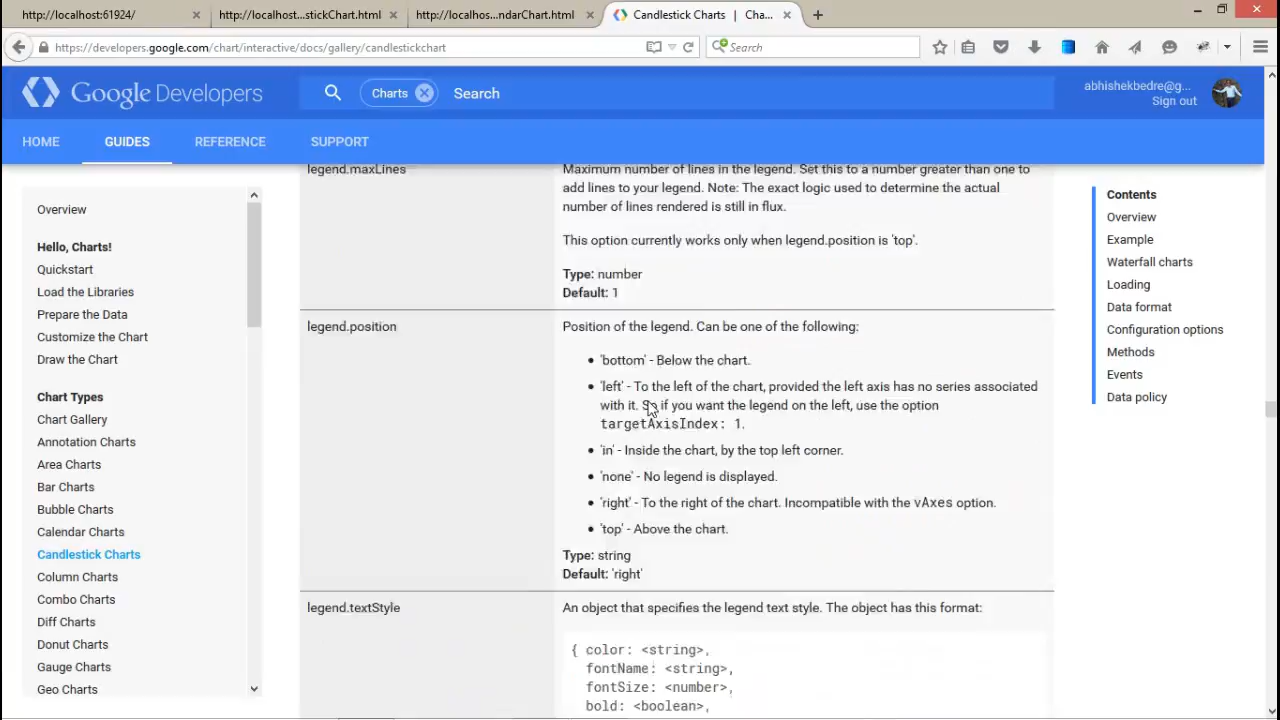 http://localhost:61924/
http://localhost...stickChart.html
http://localhos...ndarChart.html
Candlestick Charts | Cha...
https://developers.google.com/chart/interactive/docs/gallery/candlestickchart
Search
Google Developers
Charts
Search
abhishekbedre@g...
Sign out
HOME
GUIDES
REFERENCE
SUPPORT
Overview
Hello, Charts!
Quickstart
Load the Libraries
Prepare the Data
Customize the Chart
Draw the Chart
Chart Types
Chart Gallery
Annotation Charts
Area Charts
Bar Charts
Bubble Charts
Calendar Charts
Candlestick Charts
Column Charts
Combo Charts
Diff Charts
Donut Charts
Gauge Charts
Geo Charts
legend.maxLines
Maximum number of lines in the legend. Set this to a number greater than one to
add lines to your legend. Note: The exact logic used to determine the actual
number of lines rendered is still in flux.
This option currently works only when legend.position is 'top'.
Type: number
Default: 1
legend.position
Position of the legend. Can be one of the following:
• 'bottom' - Below the chart.
• 'left' - To the left of the chart, provided the left axis has no series associated
with it. So if you want the legend on the left, use the option
targetAxisIndex: 1.
• 'in' - Inside the chart, by the top left corner.
• 'none' - No legend is displayed.
• 'right' - To the right of the chart. Incompatible with the vAxes option.
• 'top' - Above the chart.
Type: string
Default: 'right'
legend.textStyle
An object that specifies the legend text style. The object has this format:
{ color: <string>,
fontName: <string>,
fontSize: <number>,
bold: <boolean>,
Contents
Overview
Example
Waterfall charts
Loading
Data format
Configuration options
Methods
Events
Data policy